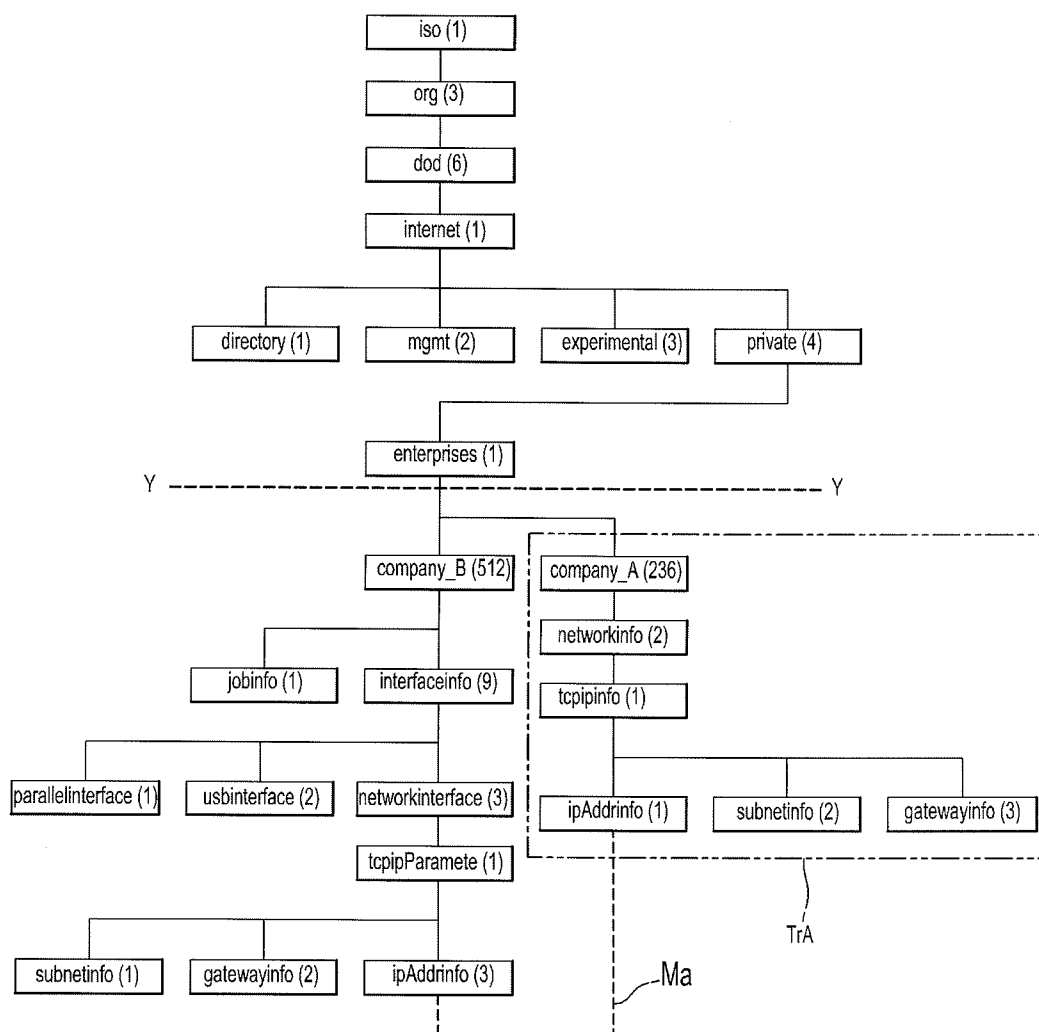 iso (1)
org (3)
dod (6)
internet (1)
directory (1) mgmt (2) experimental (3) private (4)
enterprises (1)
Y Y
company_B (512) company_A (236)
networkinfo (2)
jobinfo (1) interfaceinfo (9) tcpipinfo (1)
parallelinterface (1) usbinterface (2) networkinterface (3) ipAddrinfo (1) subnetinfo (2) gatewayinfo (3)
tcpipParamete (1)
TrA
subnetinfo (1) gatewayinfo (2) ipAddrinfo (3) Ma